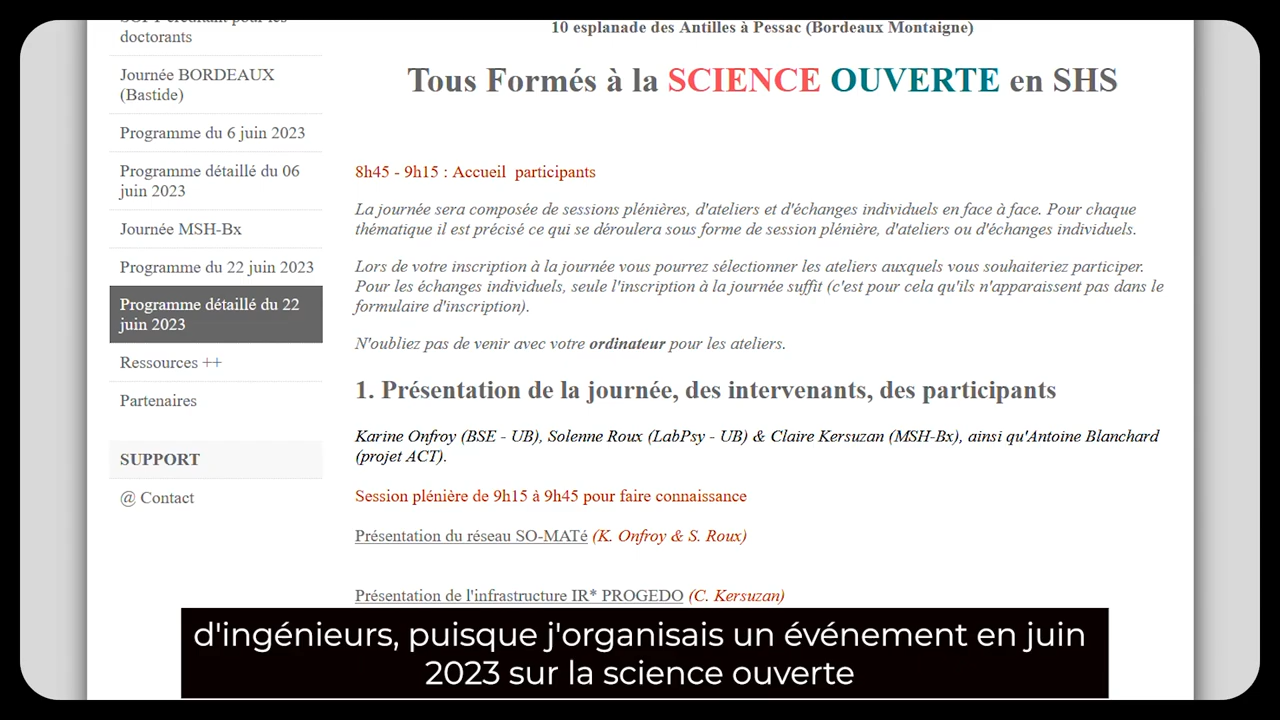 doctorants
Journée BORDEAUX
(Bastide)
Programme du 6 juin 2023
Programme détaillé du 06
juin 2023
Journée MSH-Bx
Programme du 22 juin 2023
Programme détaillé du 22
juin 2023
Ressources ++
Partenaires
SUPPORT
@ Contact
10 esplanade des Antilles à Pessac (Bordeaux Montaigne)
Tous Formés à la SCIENCE OUVERTE en SHS
8h45 - 9h15 : Accueil participants
La journée sera composée de sessions plénières, d'ateliers et d'échanges individuels en face à face. Pour chaque
thématique il est précisé ce qui se déroulera sous forme de session plénière, d'ateliers ou d'échanges individuels.
Lors de votre inscription à la journée vous pourrez sélectionner les ateliers auxquels vous souhaiteriez participer.
Pour les échanges individuels, seule l'inscription à la journée suffit (c'est pour cela qu'ils n'apparaissent pas dans le
formulaire d'inscription).
N'oubliez pas de venir avec votre ordinateur pour les ateliers.
1. Présentation de la journée, des intervenants, des participants
Karine Onfroy (BSE - UB), Solenne Roux (LabPsy - UB) & Claire Kersuzan (MSH-Bx), ainsi qu'Antoine Blanchard
(projet ACT).
Session plénière de 9h15 à 9h45 pour faire connaissance
Présentation du réseau SO-MATé (K. Onfroy & S. Roux)
Présentation de l'infrastructure IR* PROGEDO (C. Kersuzan)
d'ingénieurs, puisque j'organisais un événement en juin
2023 sur la science ouverte